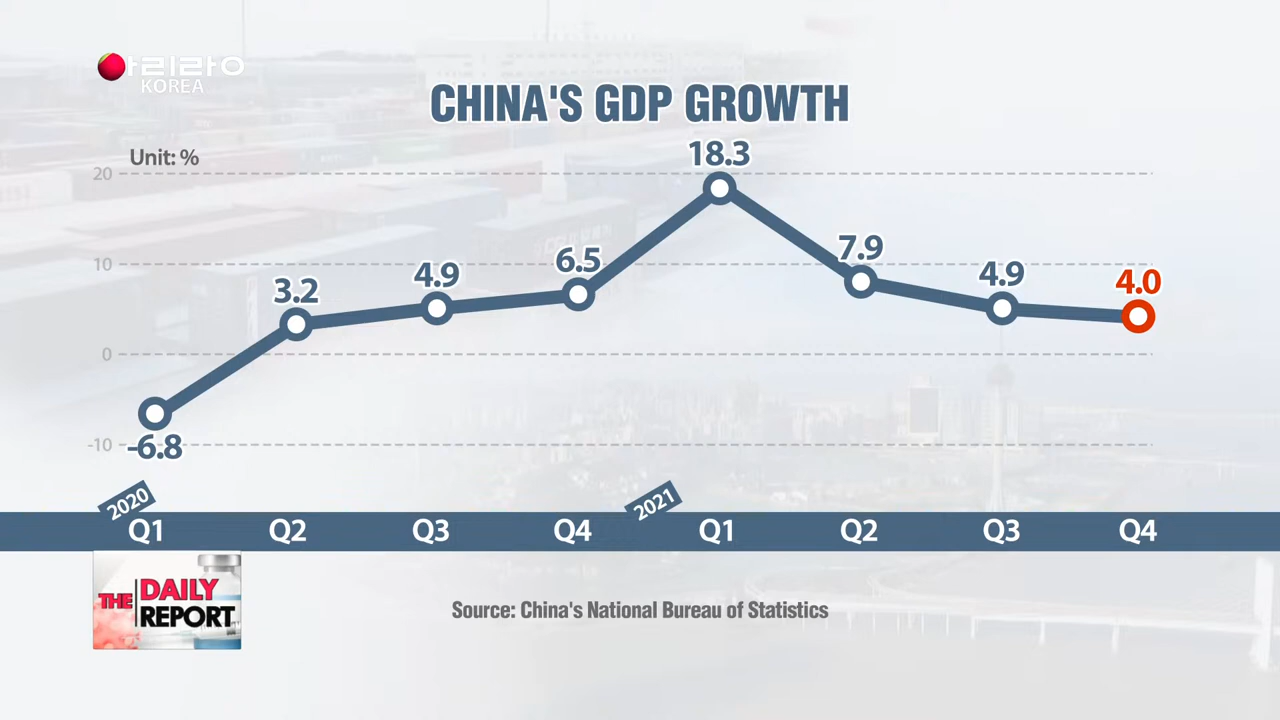 아리랑
KOREA
CHINA'S GDP GROWTH
Unit: %
20
10
0
-10
-6.8
3.2
4.9
6.5
18.3
7.9
4.9
4.0
2020
2021
Q1 Q2 Q3 Q4 Q1 Q2 Q3 Q4
THE DAILY
REPORT
Source: China's National Bureau of Statistics